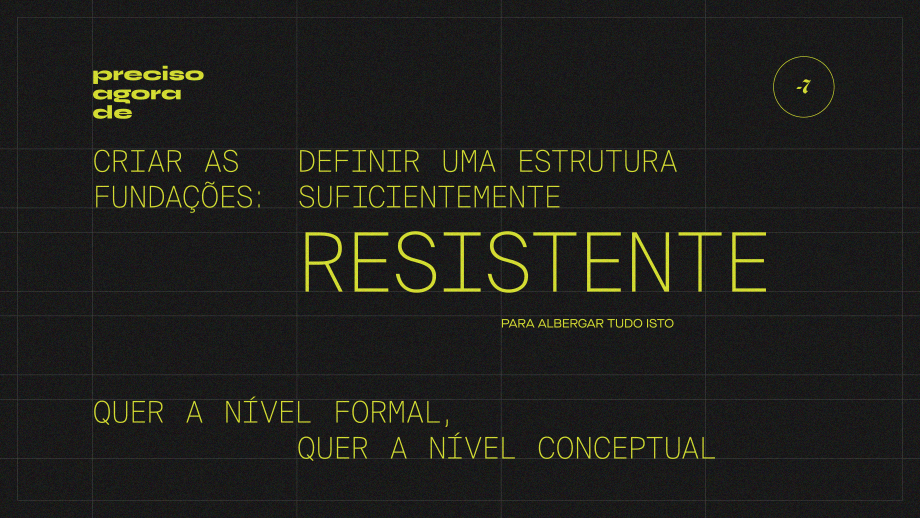 preciso
agora
de
-7
CRIAR AS
FUNDAÇÕES:
DEFINIR UMA ESTRUTURA
SUFICIENTEMENTE
RESISTENTE
PARA ALBERGAR TUDO ISTO
QUER A NÍVEL FORMAL,
QUER A NÍVEL CONCEPTUAL